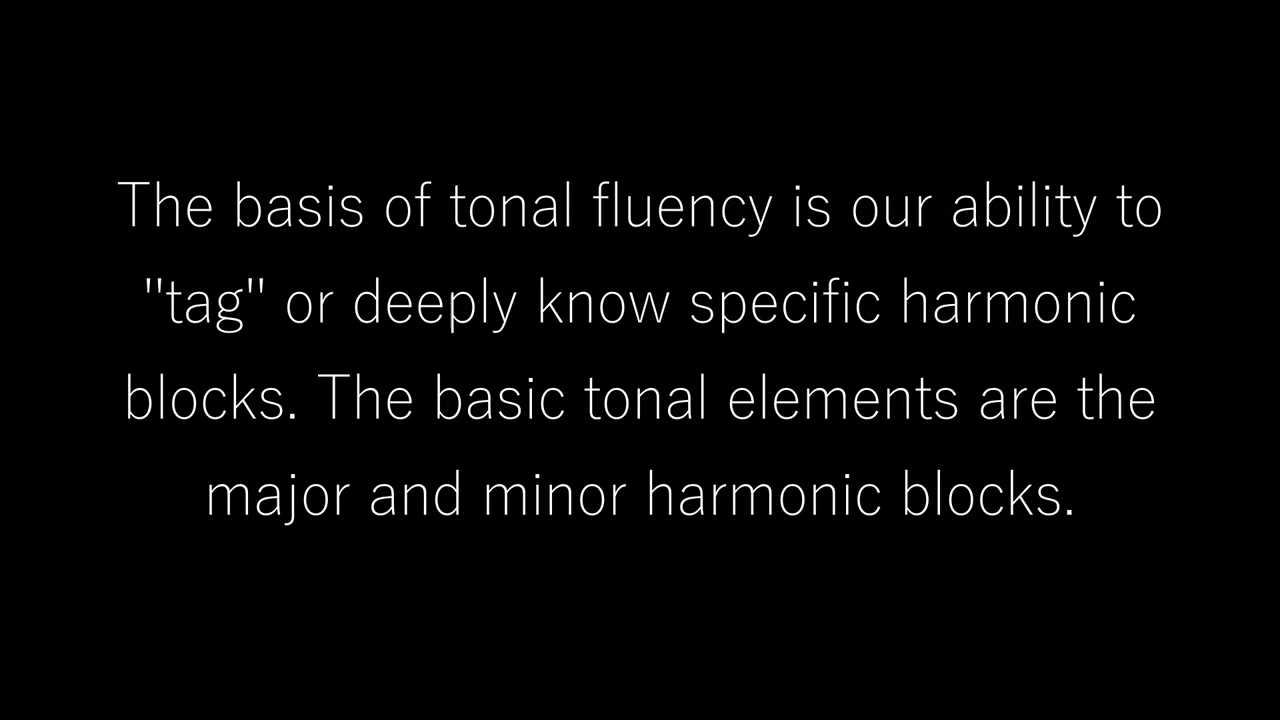 The basis of tonal fluency is our ability to
"tag" or deeply know specific harmonic
blocks. The basic tonal elements are the
major and minor harmonic blocks.